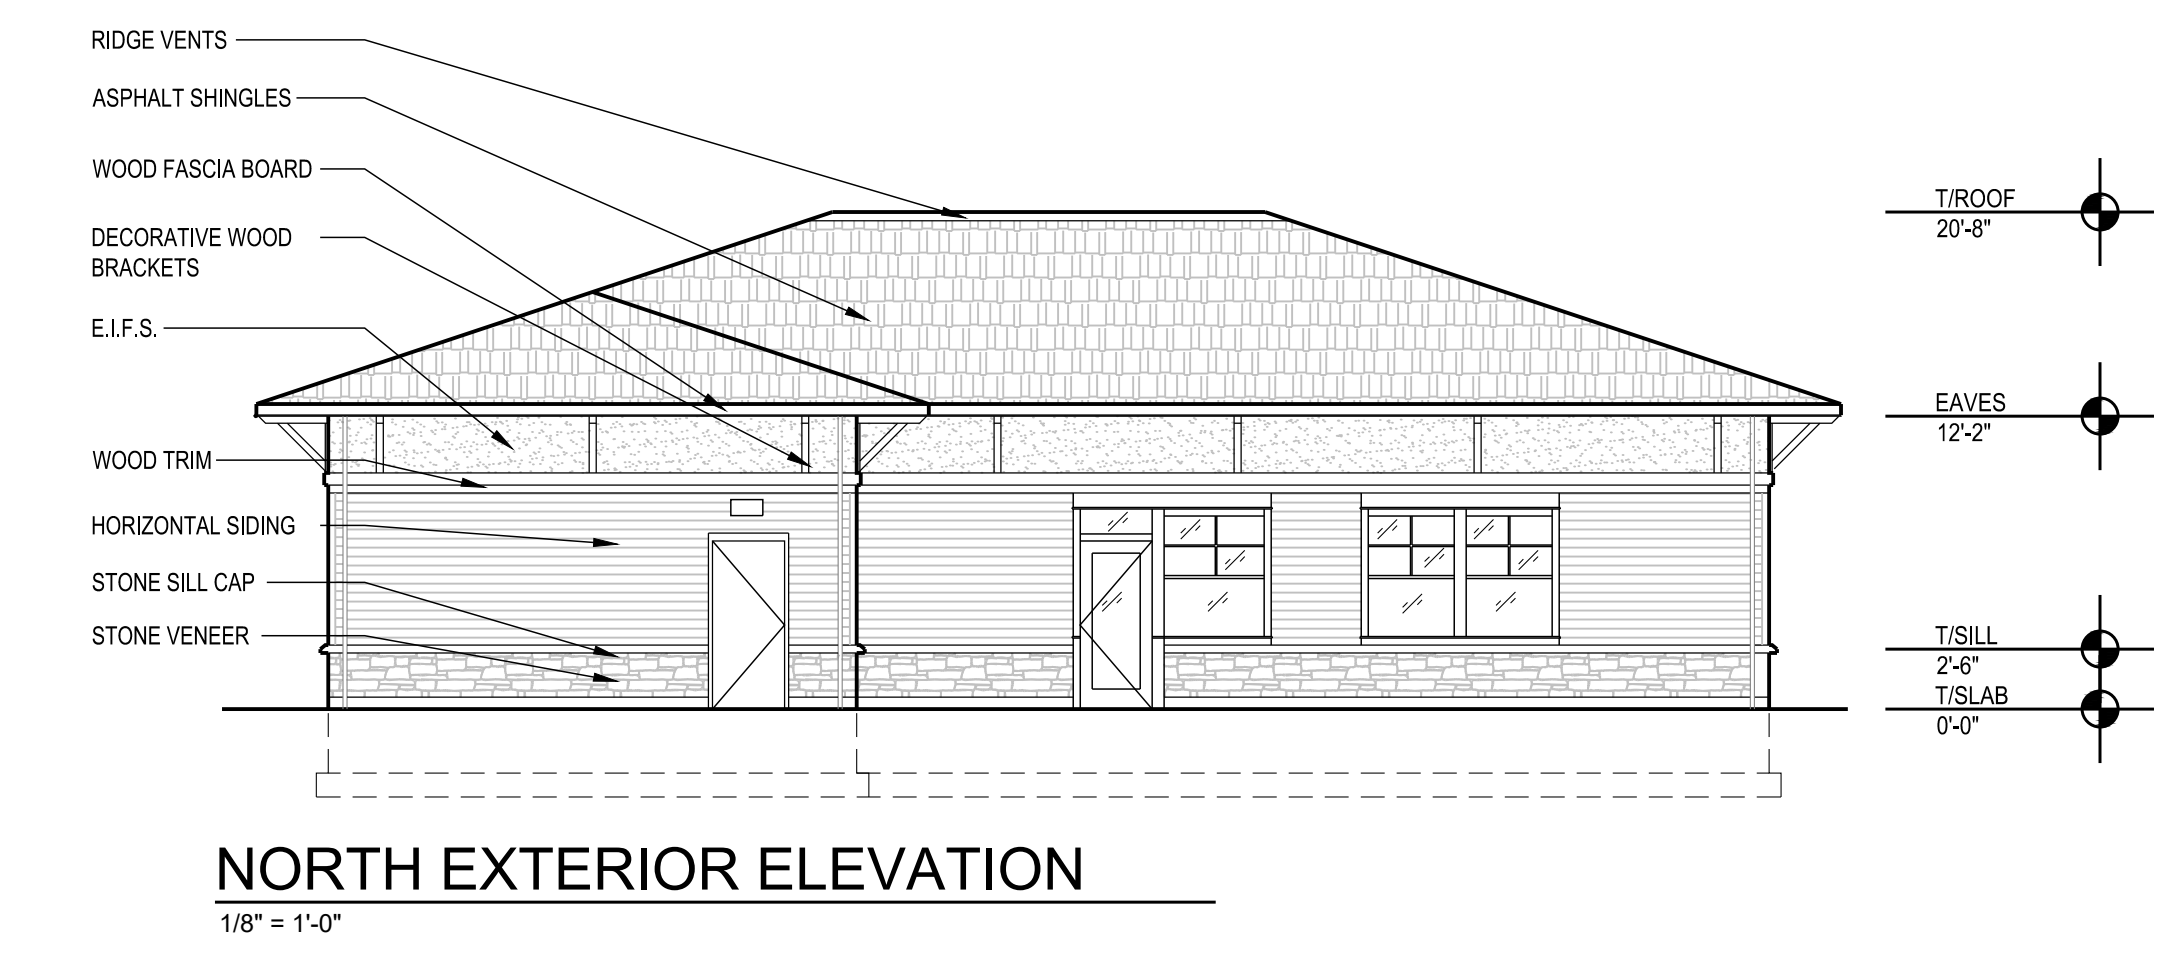 RIDGE VENTS
ASPHALT SHINGLES
WOOD FASCIA BOARD
DECORATIVE WOOD
BRACKETS
E.I.F.S.
WOOD TRIM
HORIZONTAL SIDING
STONE SILL CAP
STONE VENEER
T/ROOF
20'-8"
EAVES
12'-2"
T/SILL
2'-6"
T/SLAB
0'-0"
NORTH EXTERIOR ELEVATION
1/8" = 1'-0"